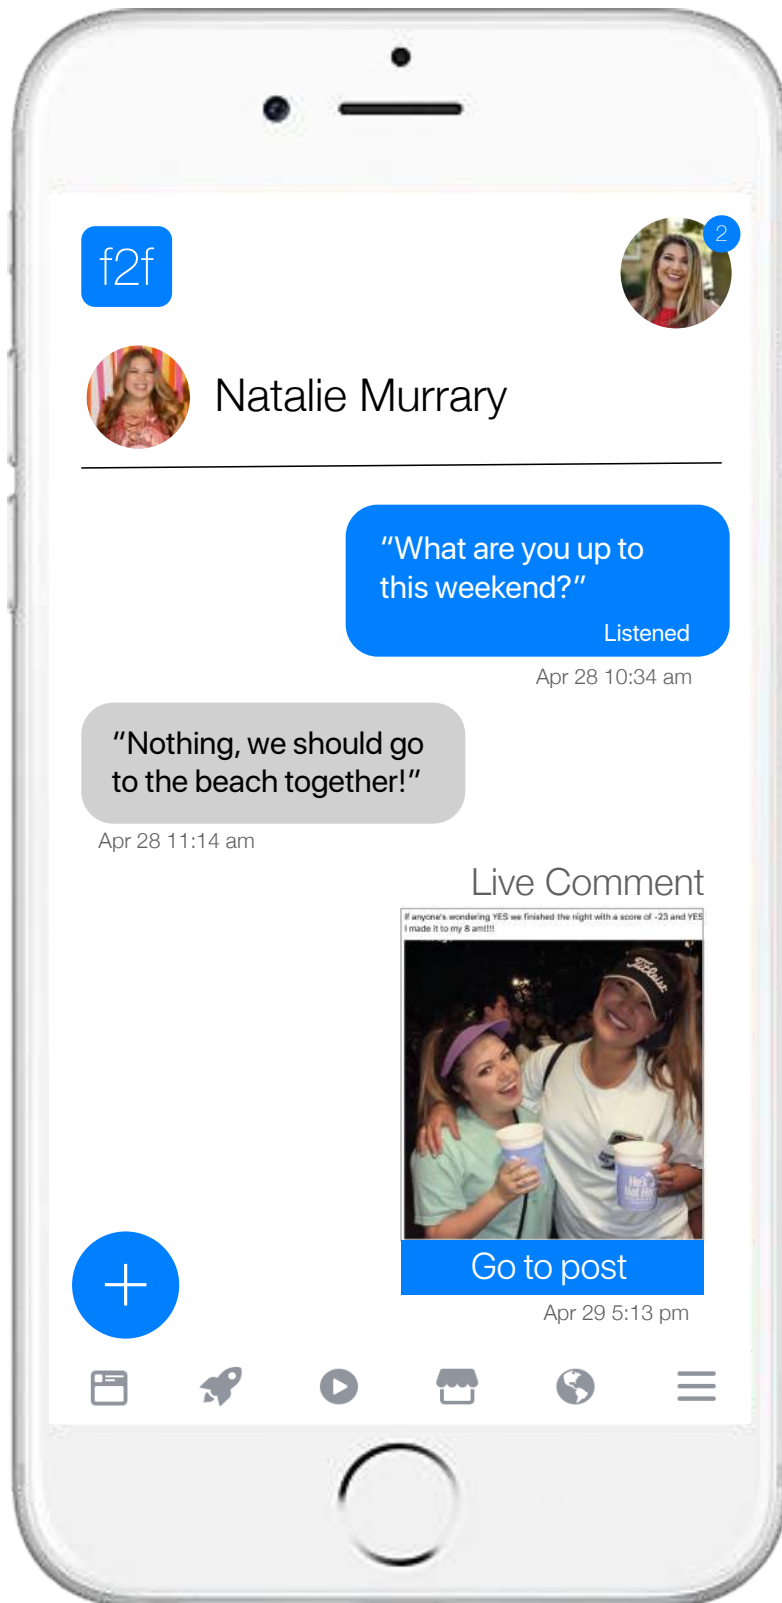 f2f
2
Natalie Murrary
“What are you up to
this weekend?”
Listened
Apr 28 10:34 am
“Nothing, we should go
to the beach together!”
Apr 28 11:14 am
Live Comment
If anyone's wondering YES we finished the night with a score of -23 and YES
I made it to my 8 am!!!!
Titleist
He's
Not He
Go to post
Apr 29 5:13 pm